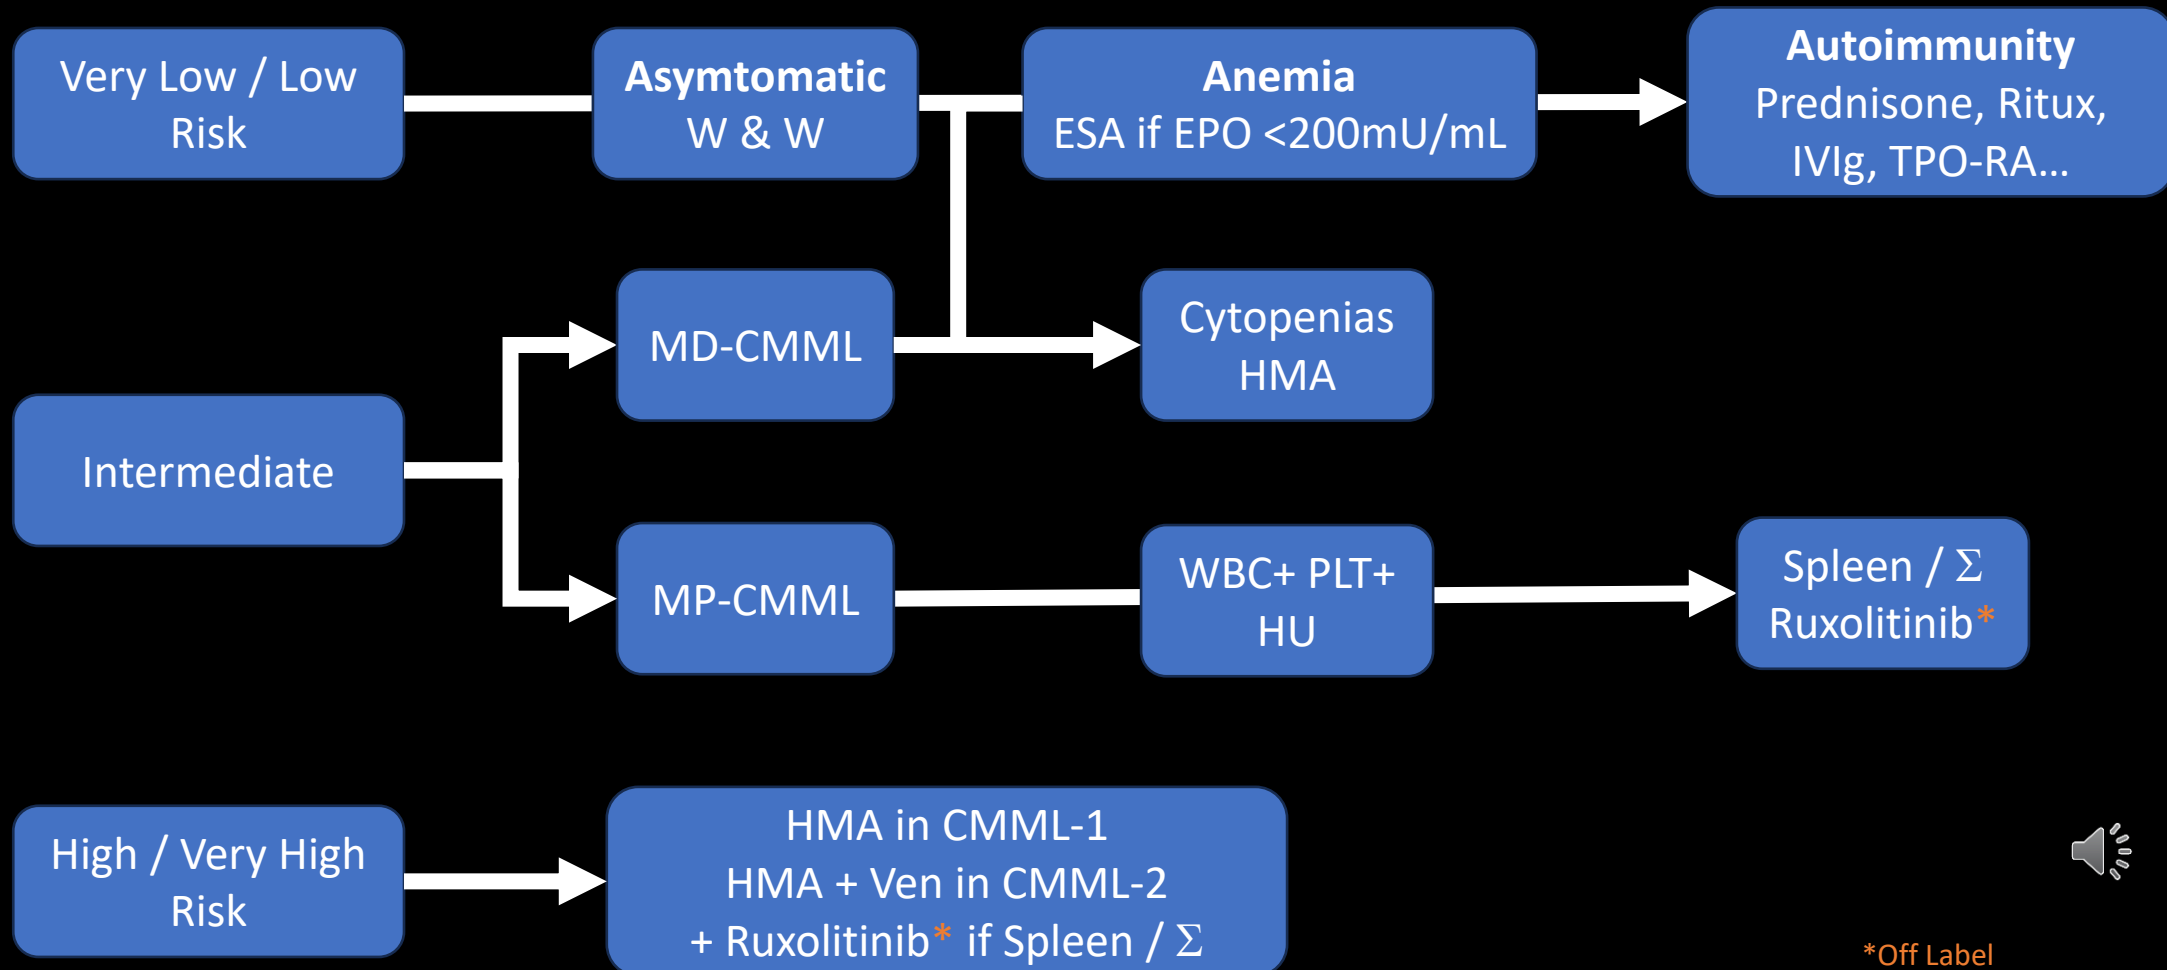 Very Low / Low
Risk
Asymtomatic
W & W
Anemia
ESA if EPO <200mU/mL
Autoimmunity
Prednisone, Ritux,
IVIg, TPO-RA...
MD-CMML
Cytopenias
HMA
Intermediate
MP-CMML
WBC+ PLT+
HU
Spleen / Σ
Ruxolitinib*
High / Very High
Risk
HMA in CMML-1
HMA + Ven in CMML-2
+ Ruxolitinib* if Spleen / Σ
*Off Label